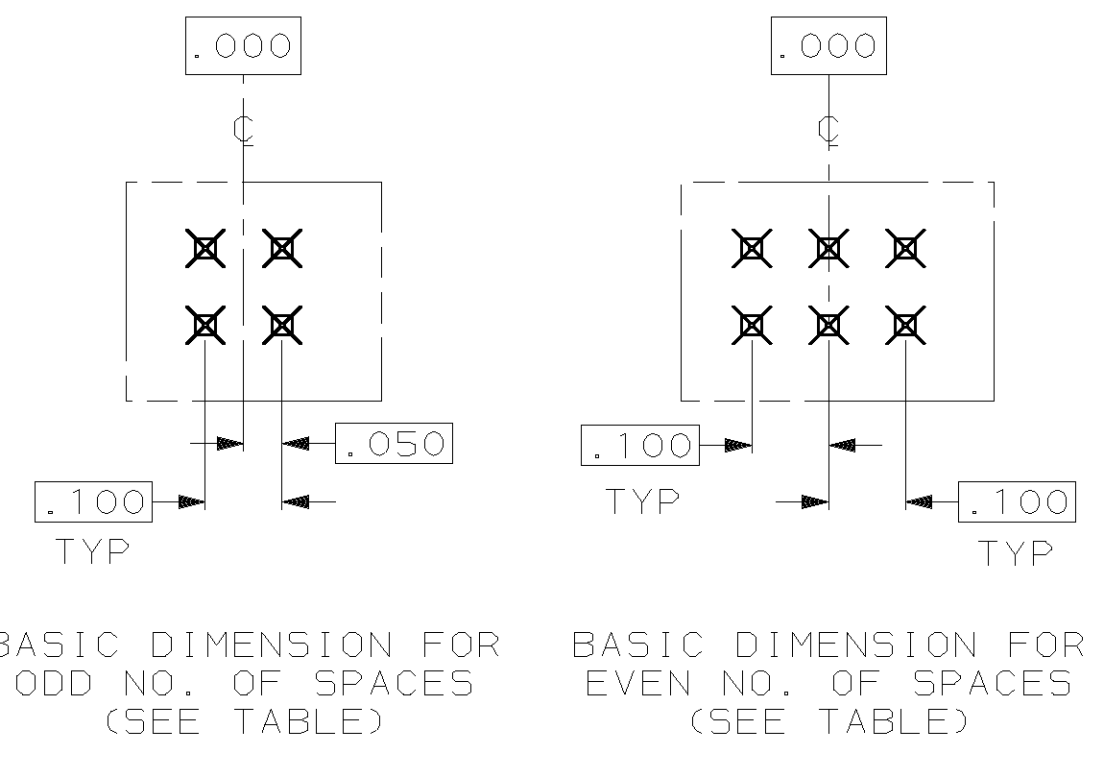 .000
℄
.050
.100
TYP
BASIC DIMENSION FOR
ODD NO. OF SPACES
(SEE TABLE)
.000
℄
.100
TYP
.100
TYP
BASIC DIMENSION FOR
EVEN NO. OF SPACES
(SEE TABLE)